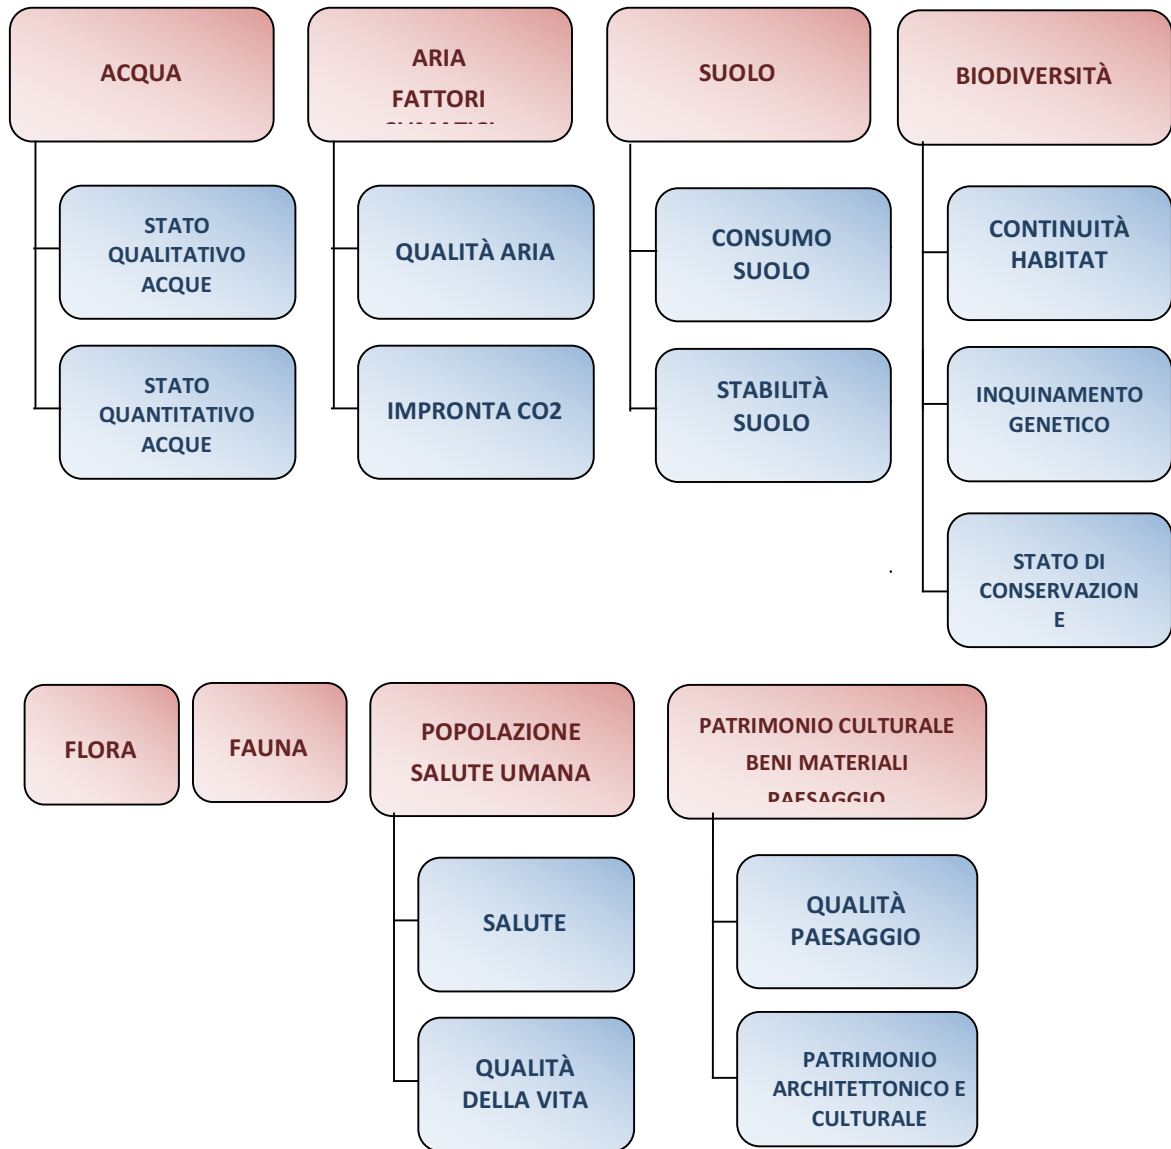 ACQUA
ARIA
FATTORI
SUOLO
BIODIVERSITÀ
STATO
QUALITATIVO
ACQUE
QUALITÀ ARIA
CONSUMO
SUOLO
CONTINUITÀ
HABITAT
STATO
QUANTITATIVO
ACQUE
IMPRONTA CO2
STABILITÀ
SUOLO
INQUINAMENTO
GENETICO
STATO DI
CONSERVAZION
E
FLORA
FAUNA
POPOLAZIONE
SALUTE UMANA
PATRIMONIO CULTURALE
BENI MATERIALI
PAESAGGIO
SALUTE
QUALITÀ
PAESAGGIO
QUALITÀ
DELLA VITA
PATRIMONIO
ARCHITETTONICO E
CULTURALE